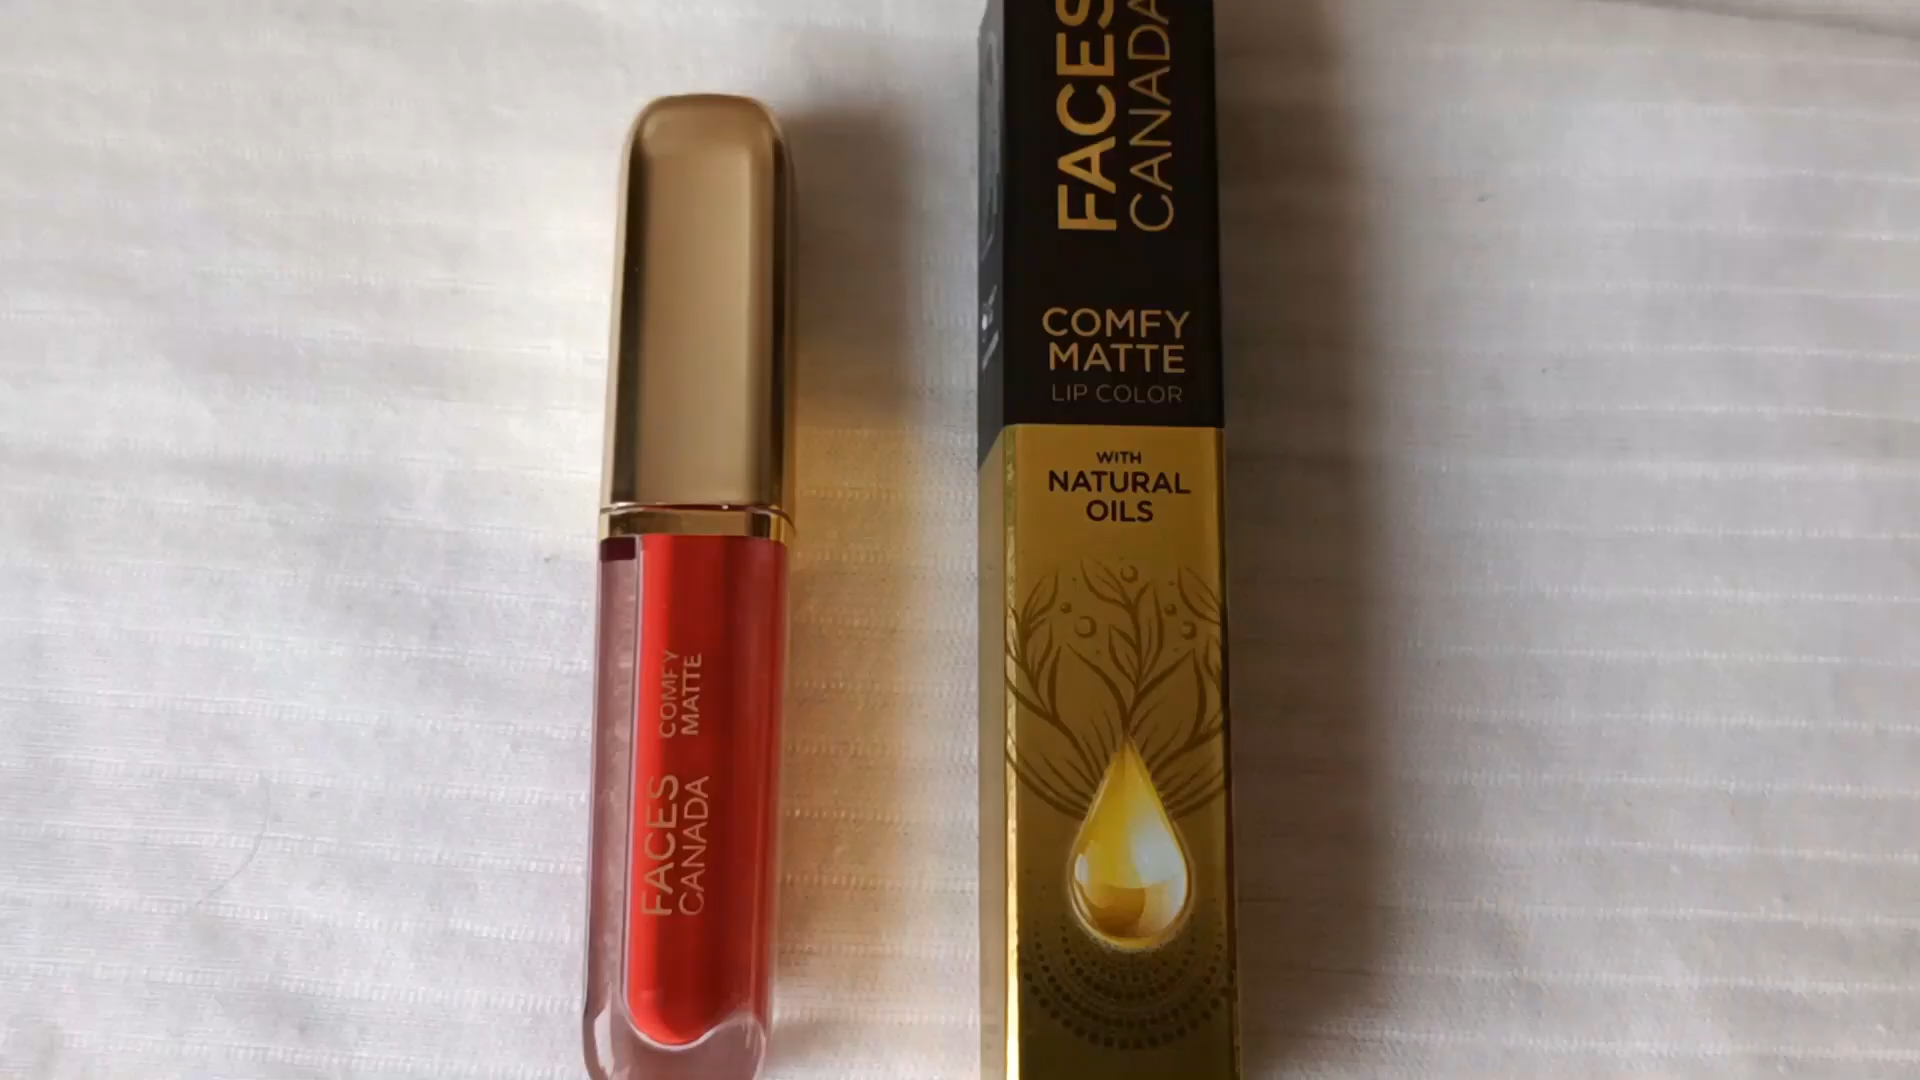 FACES
CANADA
COMFY
MATTE
FACES
CANADA
COMFY
MATTE
LIP COLOR
WITH
NATURAL
OILS